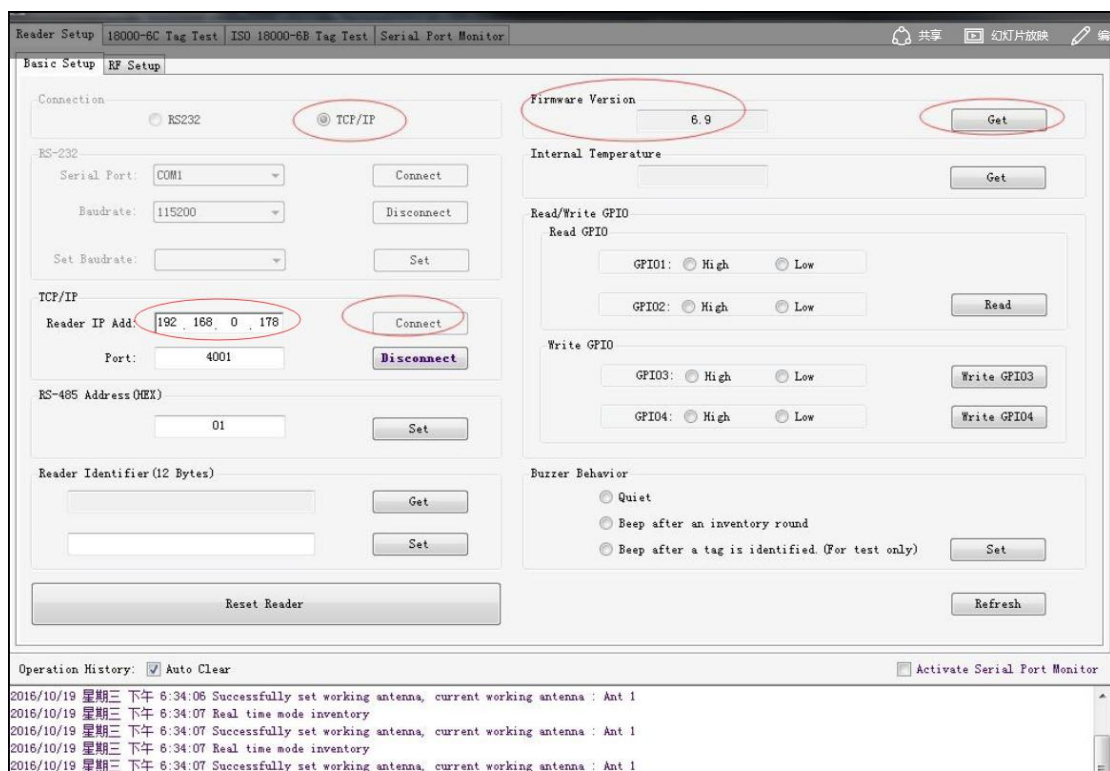 Reader Setup 18000-6C Tag Test ISO 18000-6B Tag Test Serial Port Monitor
共享 幻灯片放映 编
Basic Setup RF Setup
Connection
RS232 TCP/IP
RS-232
Serial Port: COM1 Connect
Baudrate: 115200 Disconnect
Set Baudrate: Set
TCP/IP
Reader IP Add: 192 . 168 . 0 . 178 Connect
Port: 4001 Disconnect
RS-485 Address(HEX)
01 Set
Reader Identifier(12 Bytes)
Get
Set
Reset Reader
Firmware Version
6.9 Get
Internal Temperature
Get
Read/Write GPIO
Read GPIO
GPIO1: High Low
GPIO2: High Low Read
Write GPIO
GPIO3: High Low Write GPIO3
GPIO4: High Low Write GPIO4
Buzzer Behavior
Quiet
Beep after an inventory round
Beep after a tag is identified.(For test only) Set
Refresh
Operation History: Auto Clear Activate Serial Port Monitor
2016/10/19 星期三 下午 6:34:06 Successfully set working antenna, current working antenna : Ant 1
2016/10/19 星期三 下午 6:34:07 Real time mode inventory
2016/10/19 星期三 下午 6:34:07 Successfully set working antenna, current working antenna : Ant 1
2016/10/19 星期三 下午 6:34:07 Real time mode inventory
2016/10/19 星期三 下午 6:34:07 Successfully set working antenna, current working antenna : Ant 1